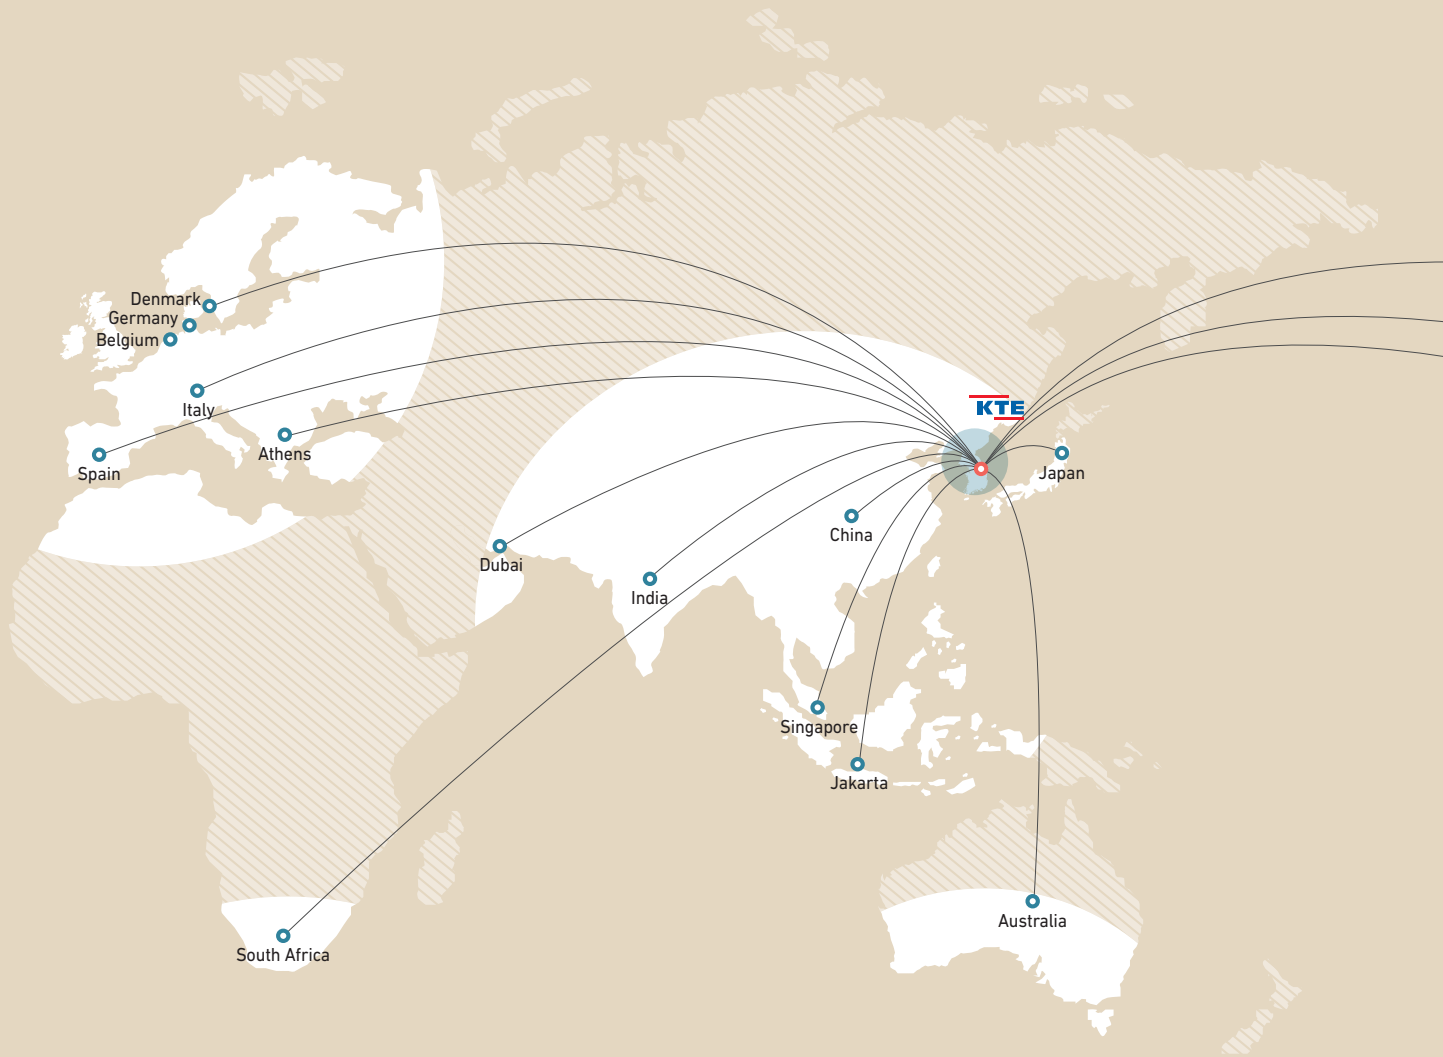 Denmark
Germany
Belgium
Italy
Athens
Spain
KTE
Japan
China
Dubai
India
Singapore
Jakarta
Australia
South Africa